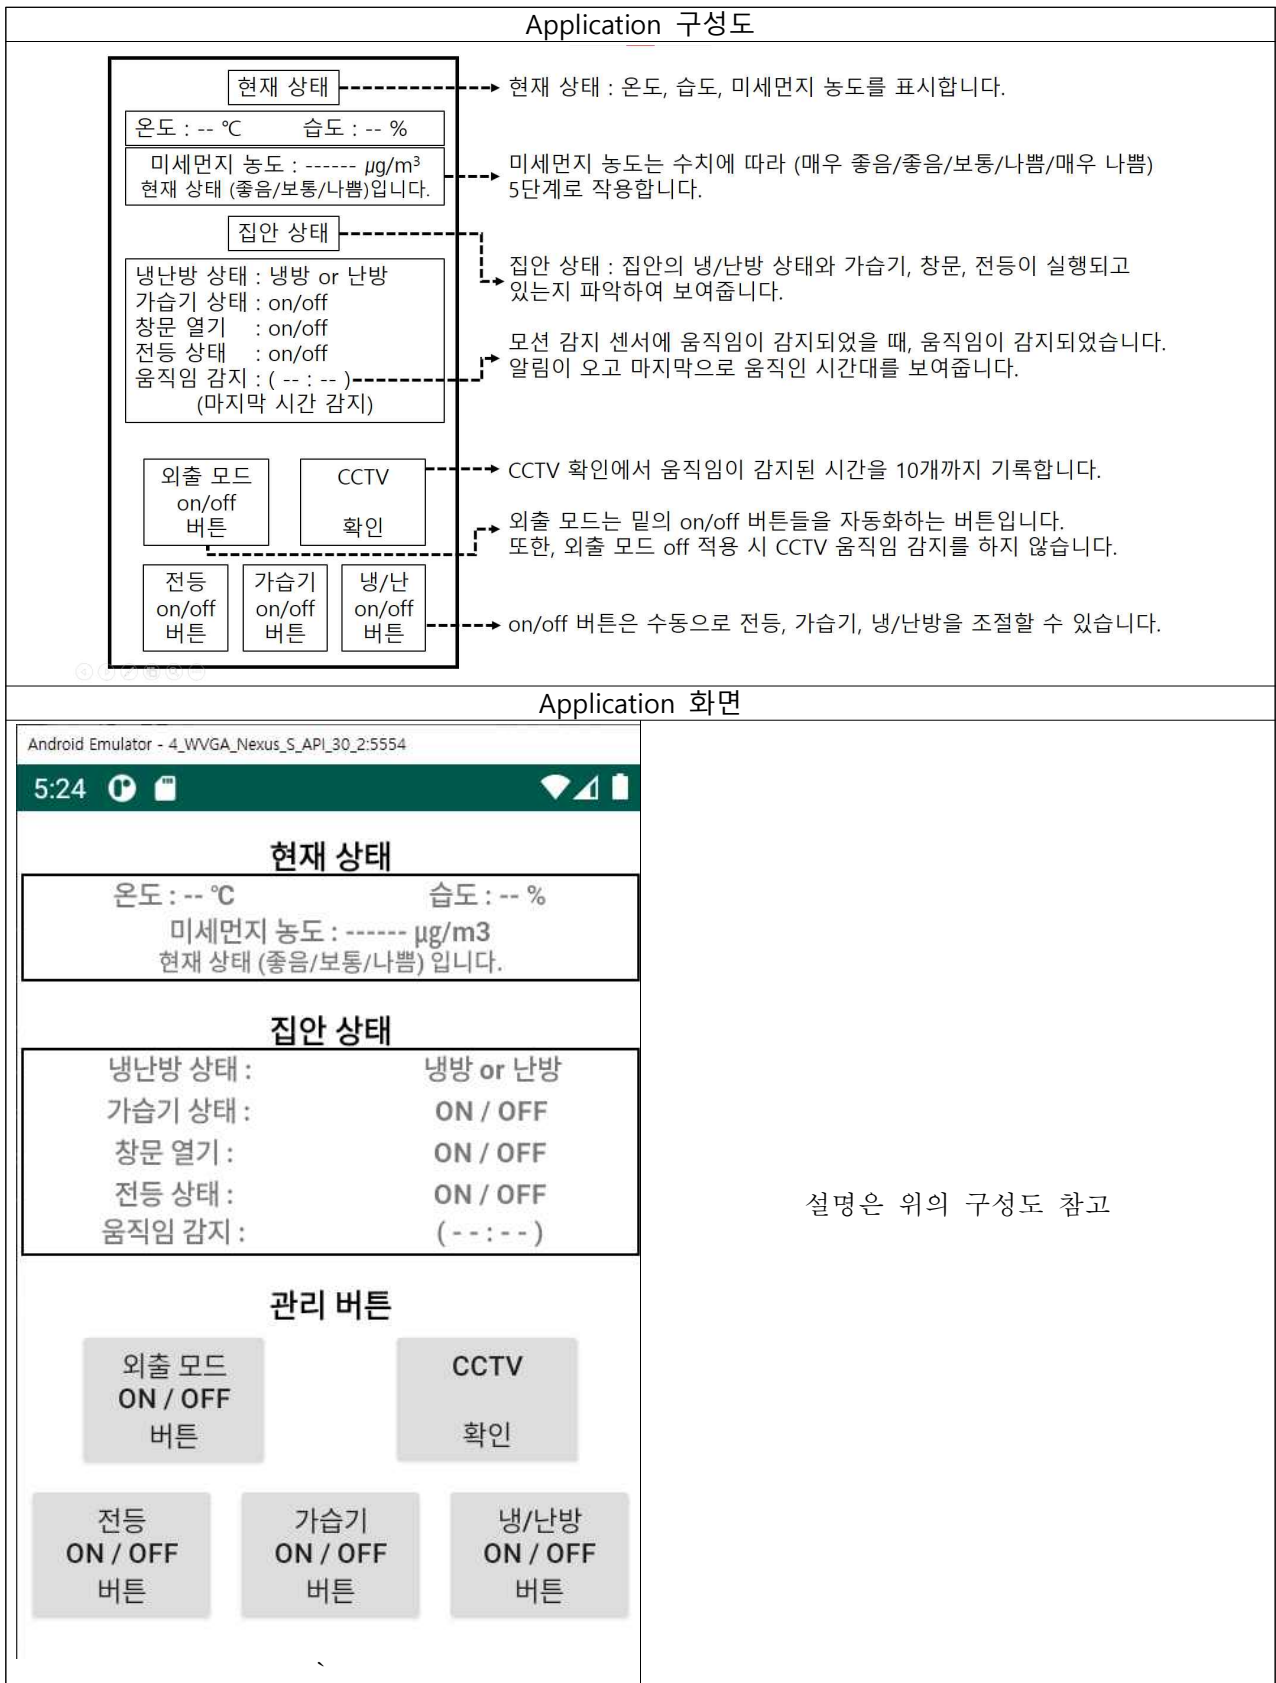 Application 구성도
현재 상태
현재 상태 : 온도, 습도, 미세먼지 농도를 표시합니다.
온도 : -- ℃ 습도 : -- %
미세먼지 농도 : ------ μg/m³
현재 상태 (좋음/보통/나쁨)입니다.
미세먼지 농도는 수치에 따라 (매우 좋음/좋음/보통/나쁨/매우 나쁨)
5단계로 작용합니다.
집안 상태
집안 상태 : 집안의 냉/난방 상태와 가습기, 창문, 전등이 실행되고
있는지 파악하여 보여줍니다.
냉난방 상태 : 냉방 or 난방
가습기 상태 : on/off
창문 열기 : on/off
전등 상태 : on/off
움직임 감지 : ( -- : -- )
(마지막 시간 감지)
모션 감지 센서에 움직임이 감지되었을 때, 움직임이 감지되었습니다.
알림이 오고 마지막으로 움직인 시간대를 보여줍니다.
외출 모드
on/off
버튼
CCTV
확인
CCTV 확인에서 움직임이 감지된 시간을 10개까지 기록합니다.
외출 모드는 밑의 on/off 버튼들을 자동화하는 버튼입니다.
또한, 외출 모드 off 적용 시 CCTV 움직임 감지를 하지 않습니다.
전등
on/off
버튼
가습기
on/off
버튼
냉/난
on/off
버튼
on/off 버튼은 수동으로 전등, 가습기, 냉/난방을 조절할 수 있습니다.
Application 화면
Android Emulator - 4_WVGA_Nexus_S_API_30_2:5554
5:24
현재 상태
온도 : -- ℃ 습도 : -- %
미세먼지 농도 : ------ μg/m3
현재 상태 (좋음/보통/나쁨) 입니다.
집안 상태
냉난방 상태 : 냉방 or 난방
가습기 상태 : ON / OFF
창문 열기 : ON / OFF
전등 상태 : ON / OFF
움직임 감지 : ( - - : - - )
관리 버튼
외출 모드
ON / OFF
버튼
CCTV
확인
전등
ON / OFF
버튼
가습기
ON / OFF
버튼
냉/난방
ON / OFF
버튼
`
설명은 위의 구성도 참고